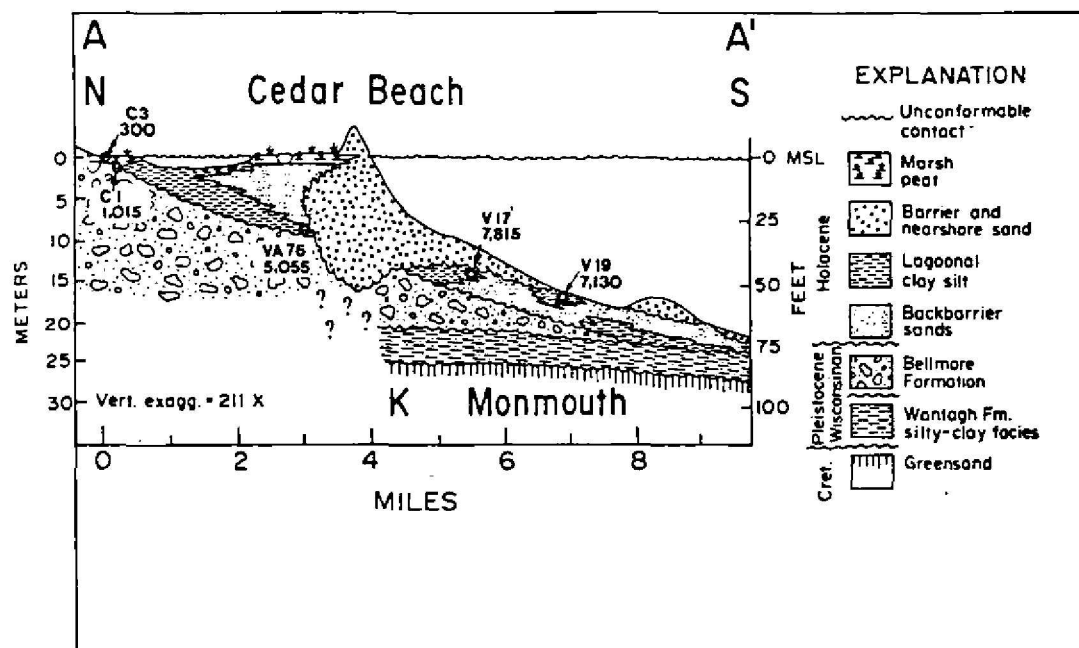 A
A'
N
Cedar Beach
S
C3
300
C1
1,015
VA 76
5,055
V 17'
7,815
V 19
7,130
0
5
10
15
20
25
30
METERS
0 MSL
25
50
75
100
FEET
? ? ?
?
?
Vert. exagg. = 211 X
K Monmouth
0 2 4 6 8
MILES
EXPLANATION
Unconformable
contact
Marsh
peat
Barrier and
nearshore sand
Lagoonal
clay silt
Backbarrier
sands
Bellmore
Formation
Wantagh Fm.
silty-clay facies
Greensand
Holocene
Pleistocene
Wisconsinan
Cret.